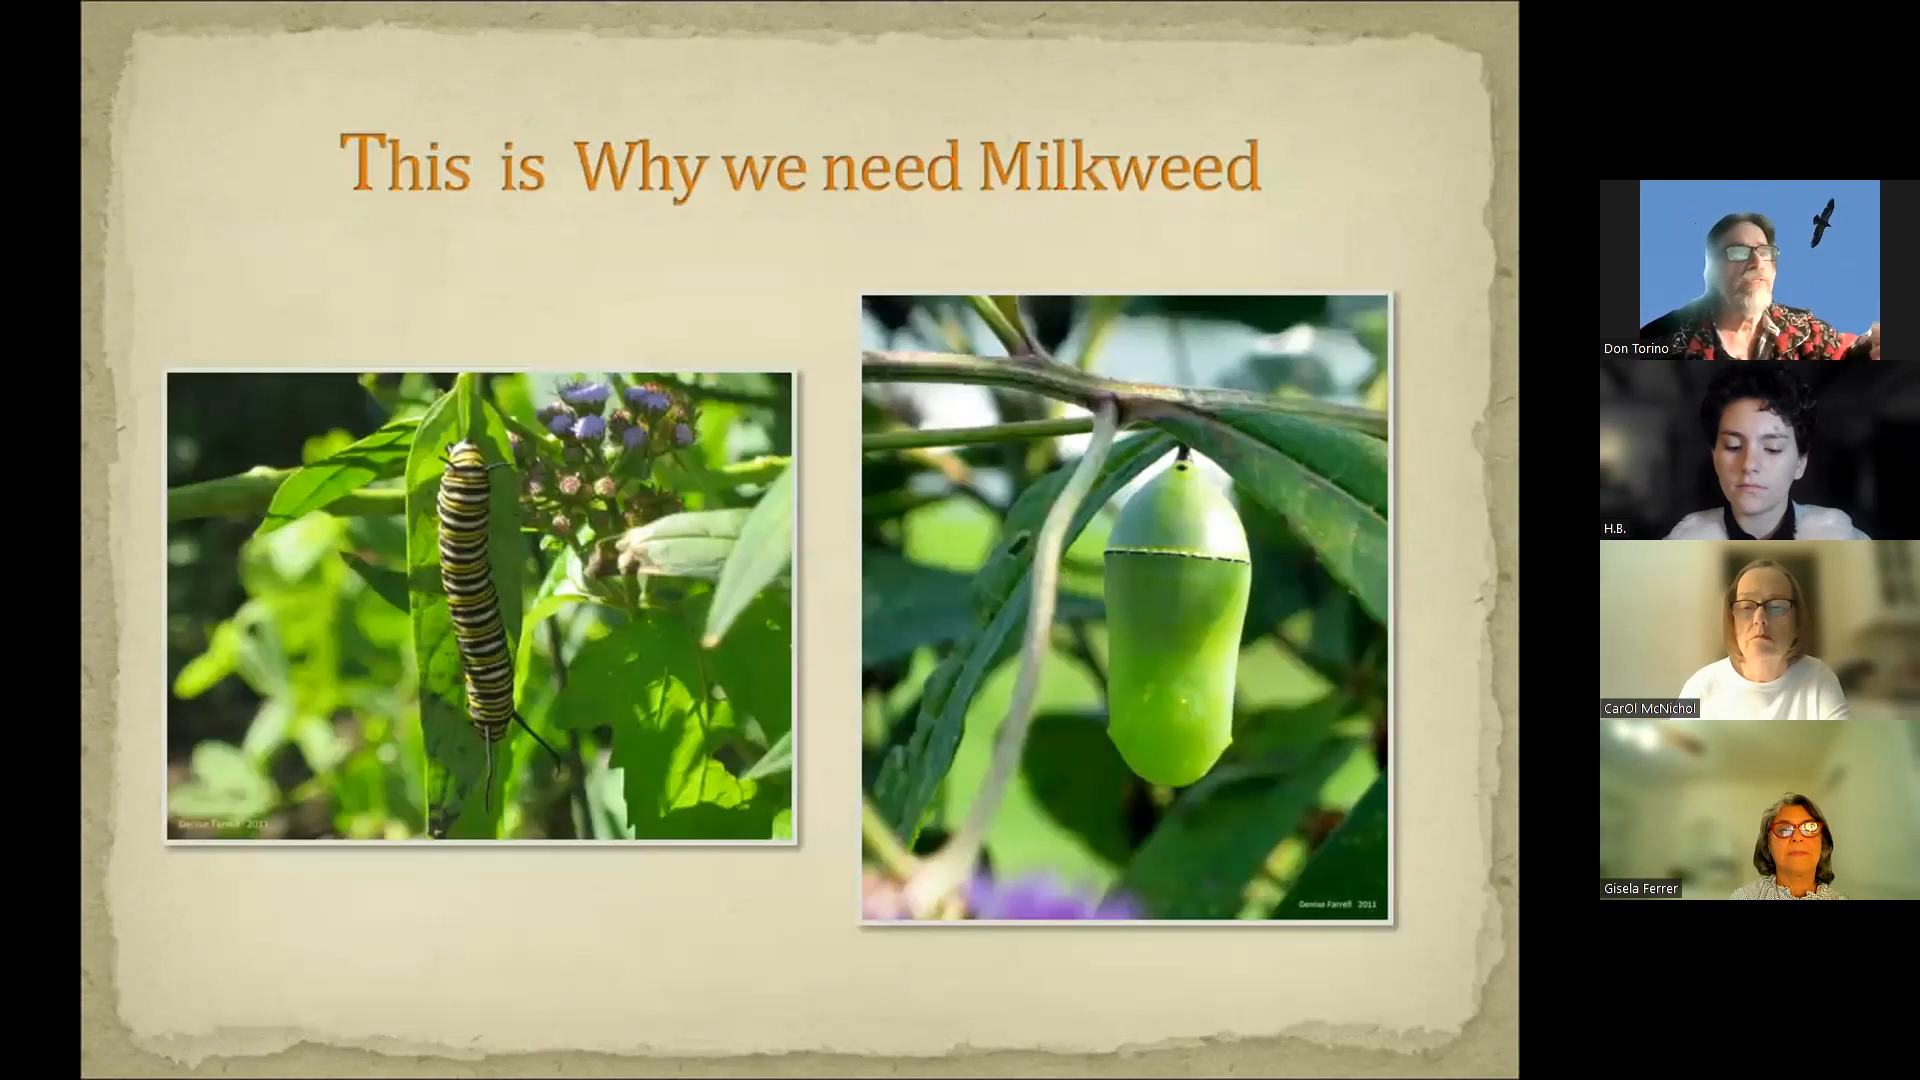 This is Why we need Milkweed
Denise Farrell 2011
Denise Farrell 2011
Don Torino
H.B.
CarOl McNichol
Gisela Ferrer